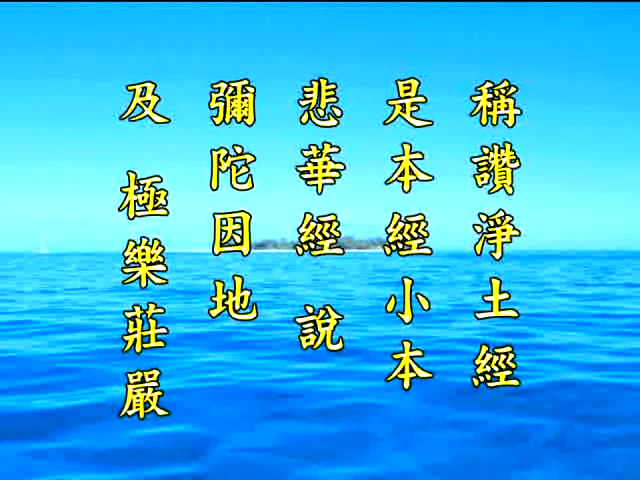 稱讚淨土經
是本經小本
悲華經 說
彌陀因地
及 極樂莊嚴